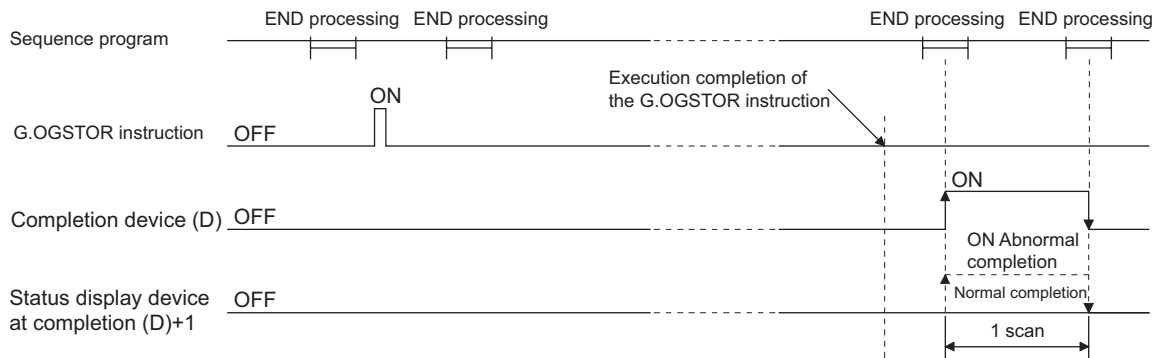 END processing END processing END processing END processing
Sequence program
Execution completion of
the G.OGSTOR instruction
ON
G.OGSTOR instruction OFF
ON
Completion device (D) OFF
ON Abnormal
completion
Status display device
at completion (D)+1
OFF
Normal completion
1 scan